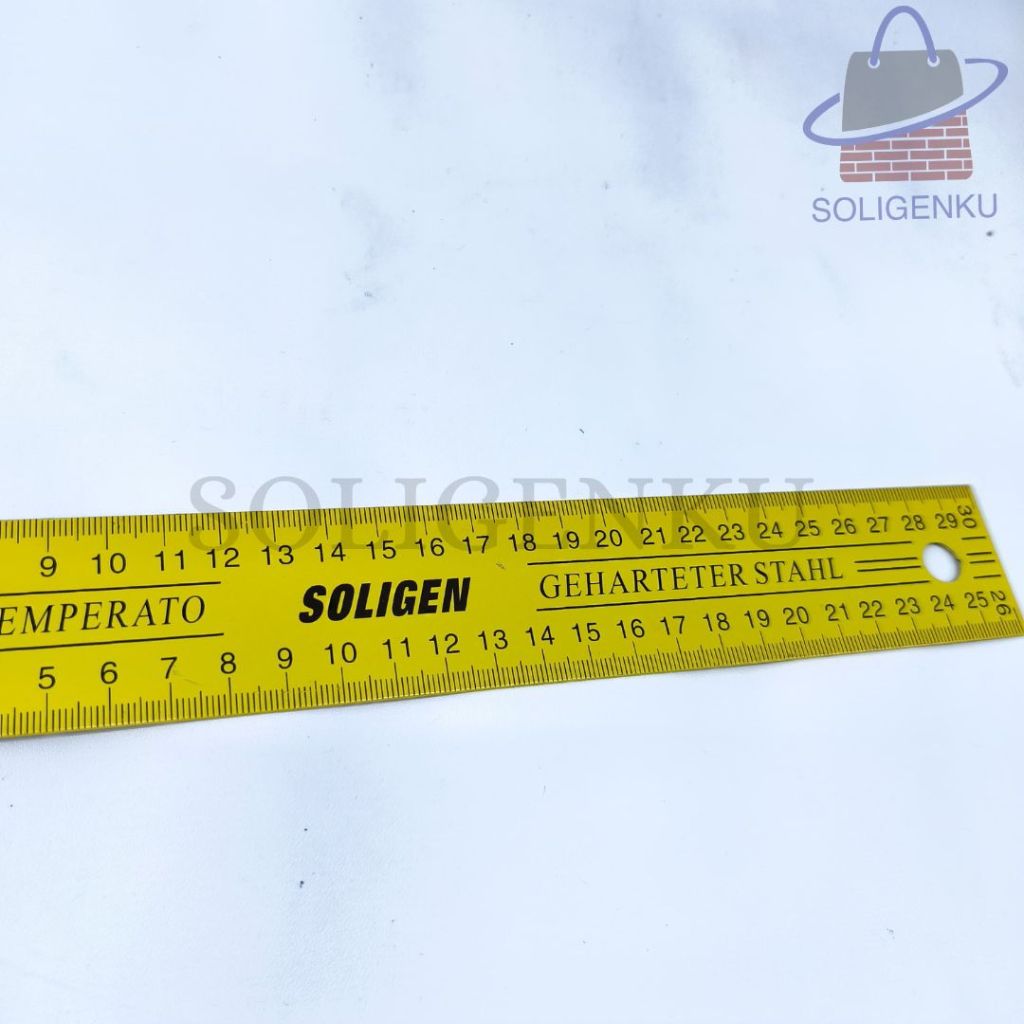 SOLIGENKU
SOLIGENKU
9 10 11 12 13 14 15 16 17 18 19 20 21 22 23 24 25 26 27 28 29 30
EMPERATO SOLIGEN GEHARTETER STAHL
5 6 7 8 9 10 11 12 13 14 15 16 17 18 19 20 21 22 23 24 25 26